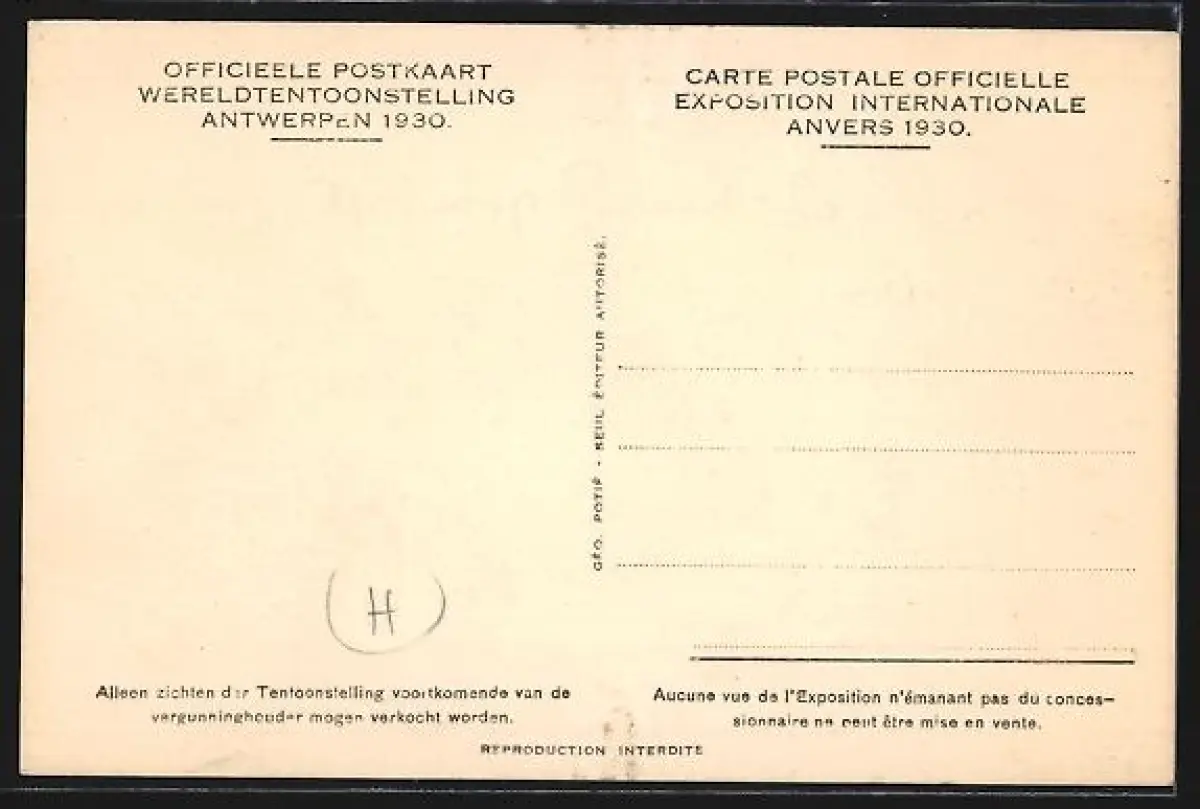 OFFICIEELE POSTKAART
WERELDTENTOONSTELLING
ANTWERPEN 1930.
CARTE POSTALE OFFICIELLE
EXPOSITION INTERNATIONALE
ANVERS 1930.
GÉO. POTIÉ - SEUL ÉDITEUR AUTORISÉ.
H
Alleen zichten der Tentoonstelling voortkomende van de
vergunninghouder mogen verkocht worden.
Aucune vue de l'Exposition n'émanant pas du conces-
sionnaire ne peut être mise en vente.
REPRODUCTION INTERDITE